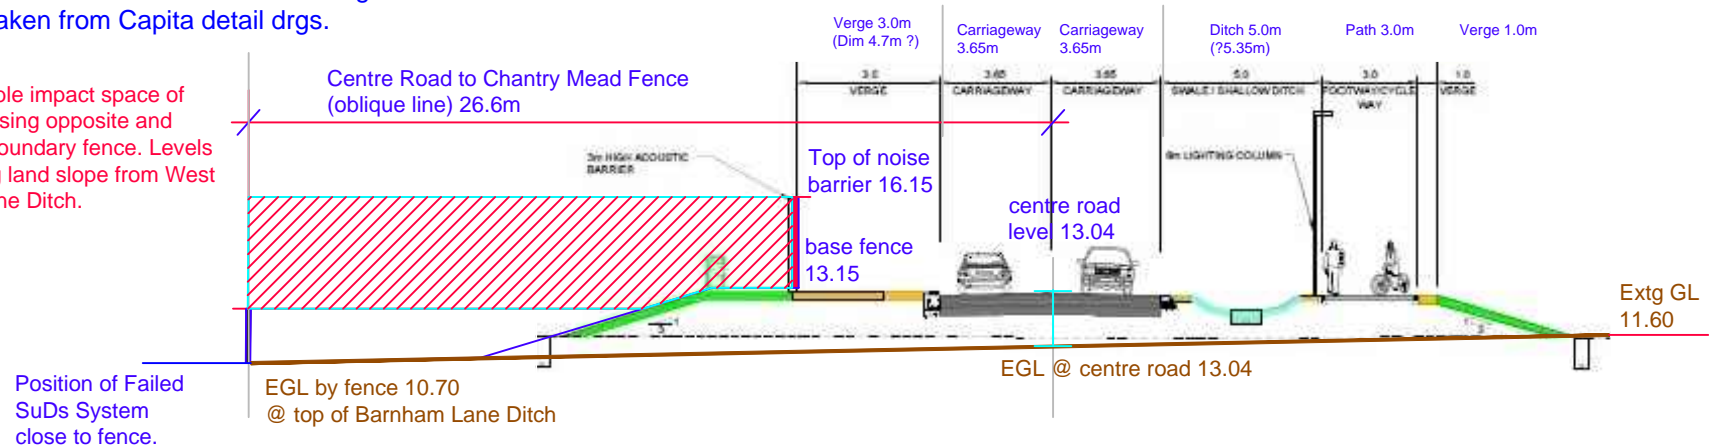 aken from Capita detail drgs.
ole impact space of
sing opposite and
oundary fence. Levels
g land slope from West
ne Ditch.
Centre Road to Chantry Mead Fence
(oblique line) 26.6m
Verge 3.0m
(Dim 4.7m ?)
Carriageway
3.65m
Carriageway
3.65m
Ditch 5.0m
(?5.35m)
Path 3.0m
Verge 1.0m
3.0
VERGE
3.65
CARRIAGEWAY
3.65
CARRIAGEWAY
5.0
SWALE / SHALLOW DITCH
3.0
FOOTWAY/CYCLE
WAY
1.0
VERGE
3m HIGH ACOUSTIC
BARRIER
Top of noise
barrier 16.15
6m LIGHTING COLUMN
centre road
level 13.04
base fence
13.15
Extg GL
11.60
EGL by fence 10.70
@ top of Barnham Lane Ditch
EGL @ centre road 13.04
Position of Failed
SuDs System
close to fence.